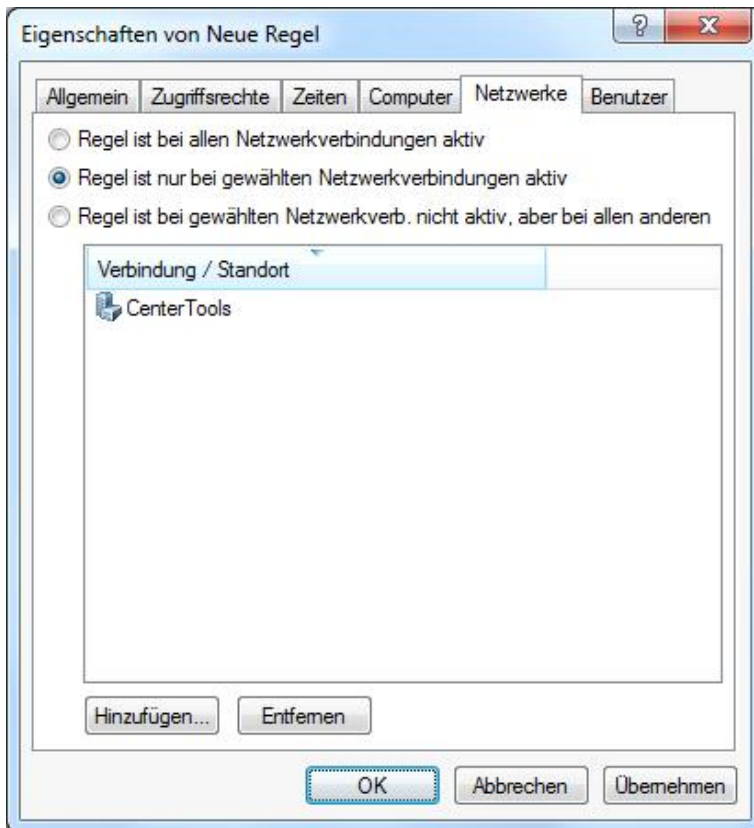 Eigenschaften von Neue Regel
Allgemein Zugriffsrechte Zeiten Computer Netzwerke Benutzer
Regel ist bei allen Netzwerkverbindungen aktiv
Regel ist nur bei gewählten Netzwerkverbindungen aktiv
Regel ist bei gewählten Netzwerkverb. nicht aktiv, aber bei allen anderen
Verbindung / Standort
CenterTools
Hinzufügen... Entfernen
OK Abbrechen Übernehmen